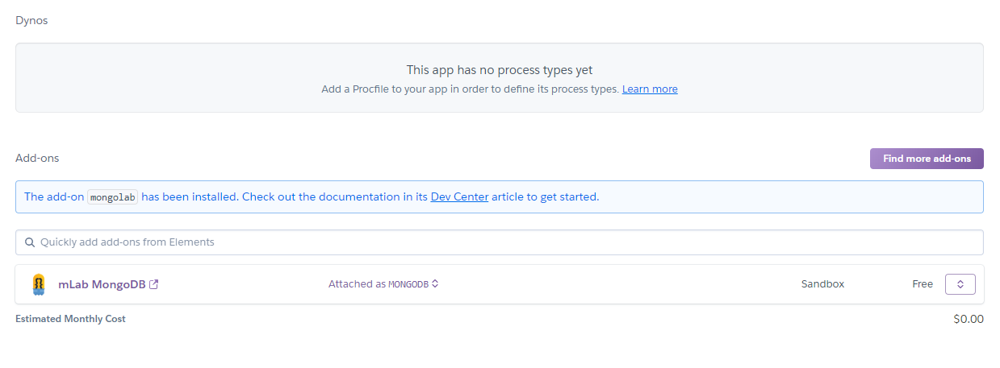 Dynos
This app has no process types yet
Add a Procfile to your app in order to define its process types. Learn more
Add-ons
Find more add-ons
The add-on mongolab has been installed. Check out the documentation in its Dev Center article to get started.
Quickly add add-ons from Elements
mLab MongoDB Attached as MONGODB Sandbox Free
Estimated Monthly Cost $0.00